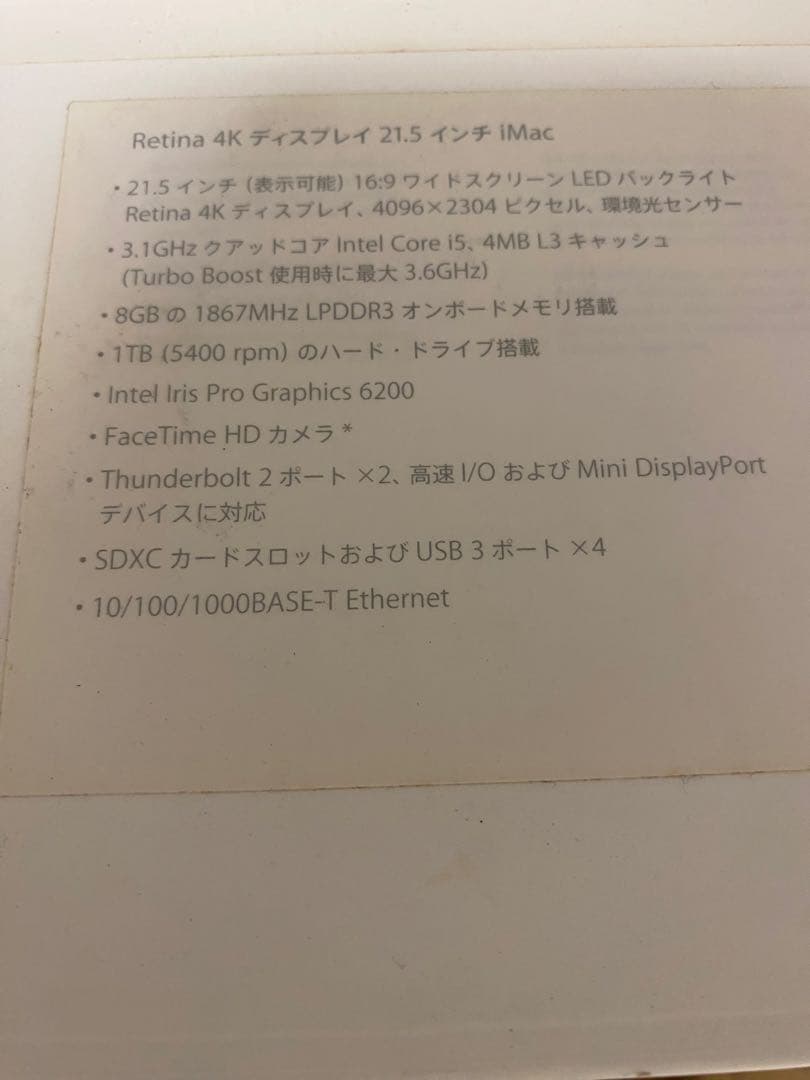 Retina 4K ディスプレイ 21.5 インチ iMac
・21.5 インチ（表示可能）16:9 ワイドスクリーン LED バックライト
Retina 4K ディスプレイ、4096×2304 ピクセル、環境光センサー
・3.1GHz クアッドコア Intel Core i5、4MB L3 キャッシュ
(Turbo Boost 使用時に最大 3.6GHz)
・8GB の 1867MHz LPDDR3 オンボードメモリ搭載
・1TB (5400 rpm) のハード・ドライブ搭載
・Intel Iris Pro Graphics 6200
・FaceTime HD カメラ *
・Thunderbolt 2 ポート ×2、高速 I/O および Mini DisplayPort
デバイスに対応
・SDXC カードスロットおよび USB 3 ポート ×4
・10/100/1000BASE-T Ethernet